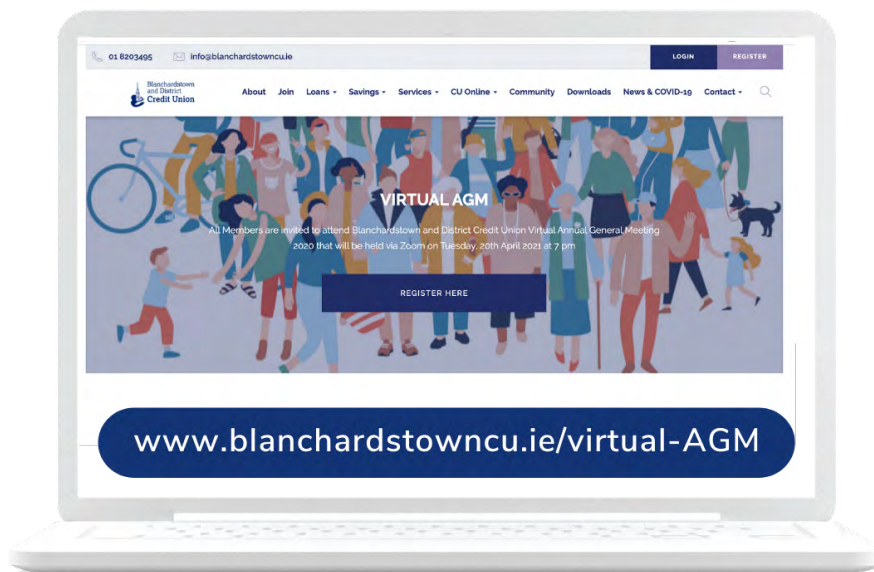 01 8203495
info@blanchardstowncu.ie
LOGIN
REGISTER
Blanchardstown
and District
Credit Union
About Join Loans Savings Services CU Online Community Downloads News & COVID-19 Contact
VIRTUAL AGM
All Members are invited to attend Blanchardstown and District Credit Union Virtual Annual General Meeting
2020 that will be held via Zoom on Tuesday, 20th April 2021 at 7 pm
REGISTER HERE
www.blanchardstowncu.ie/virtual-AGM